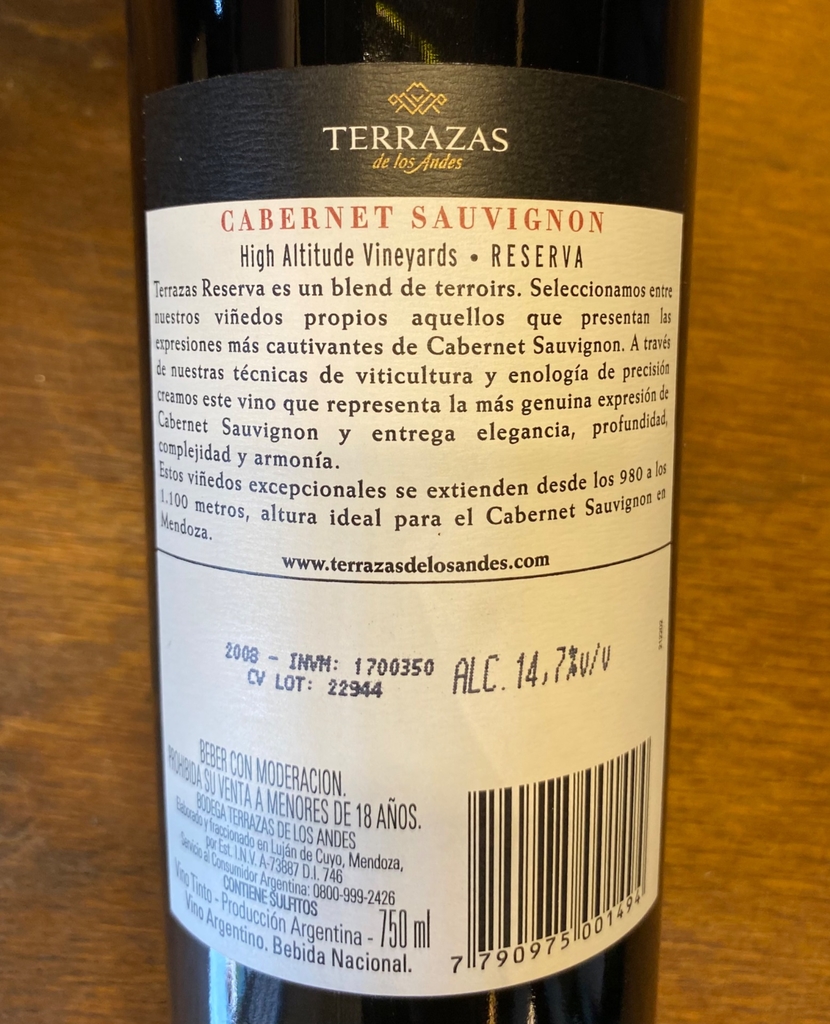 TERRAZAS
de los Andes
CABERNET SAUVIGNON
High Altitude Vineyards • RESERVA
Terrazas Reserva es un blend de terroirs. Seleccionamos entre
nuestros viñedos propios aquellos que presentan las
expresiones más cautivantes de Cabernet Sauvignon. A través
de nuestras técnicas de viticultura y enología de precisión
creamos este vino que representa la más genuina expresión de
Cabernet Sauvignon y entrega elegancia, profundidad,
complejidad y armonía.
Estos viñedos excepcionales se extienden desde los 980 a los
1.100 metros, altura ideal para el Cabernet Sauvignon en
Mendoza.
www.terrazasdelosandes.com
2008 - INVM: 1700350
CV LOT: 22944
ALC. 14,7%v/v
BEBER CON MODERACION.
PROHIBIDA SU VENTA A MENORES DE 18 AÑOS.
BODEGA TERRAZAS DE LOS ANDES
Elaborado y fraccionado en Luján de Cuyo, Mendoza,
por Est. I.N.V. A-73887 D.I. 746
Servicio al Consumidor Argentina: 0800-999-2426
CONTIENE SULFITOS
Vino Tinto - Producción Argentina - 750 ml
Vino Argentino. Bebida Nacional.
7 790975 001494